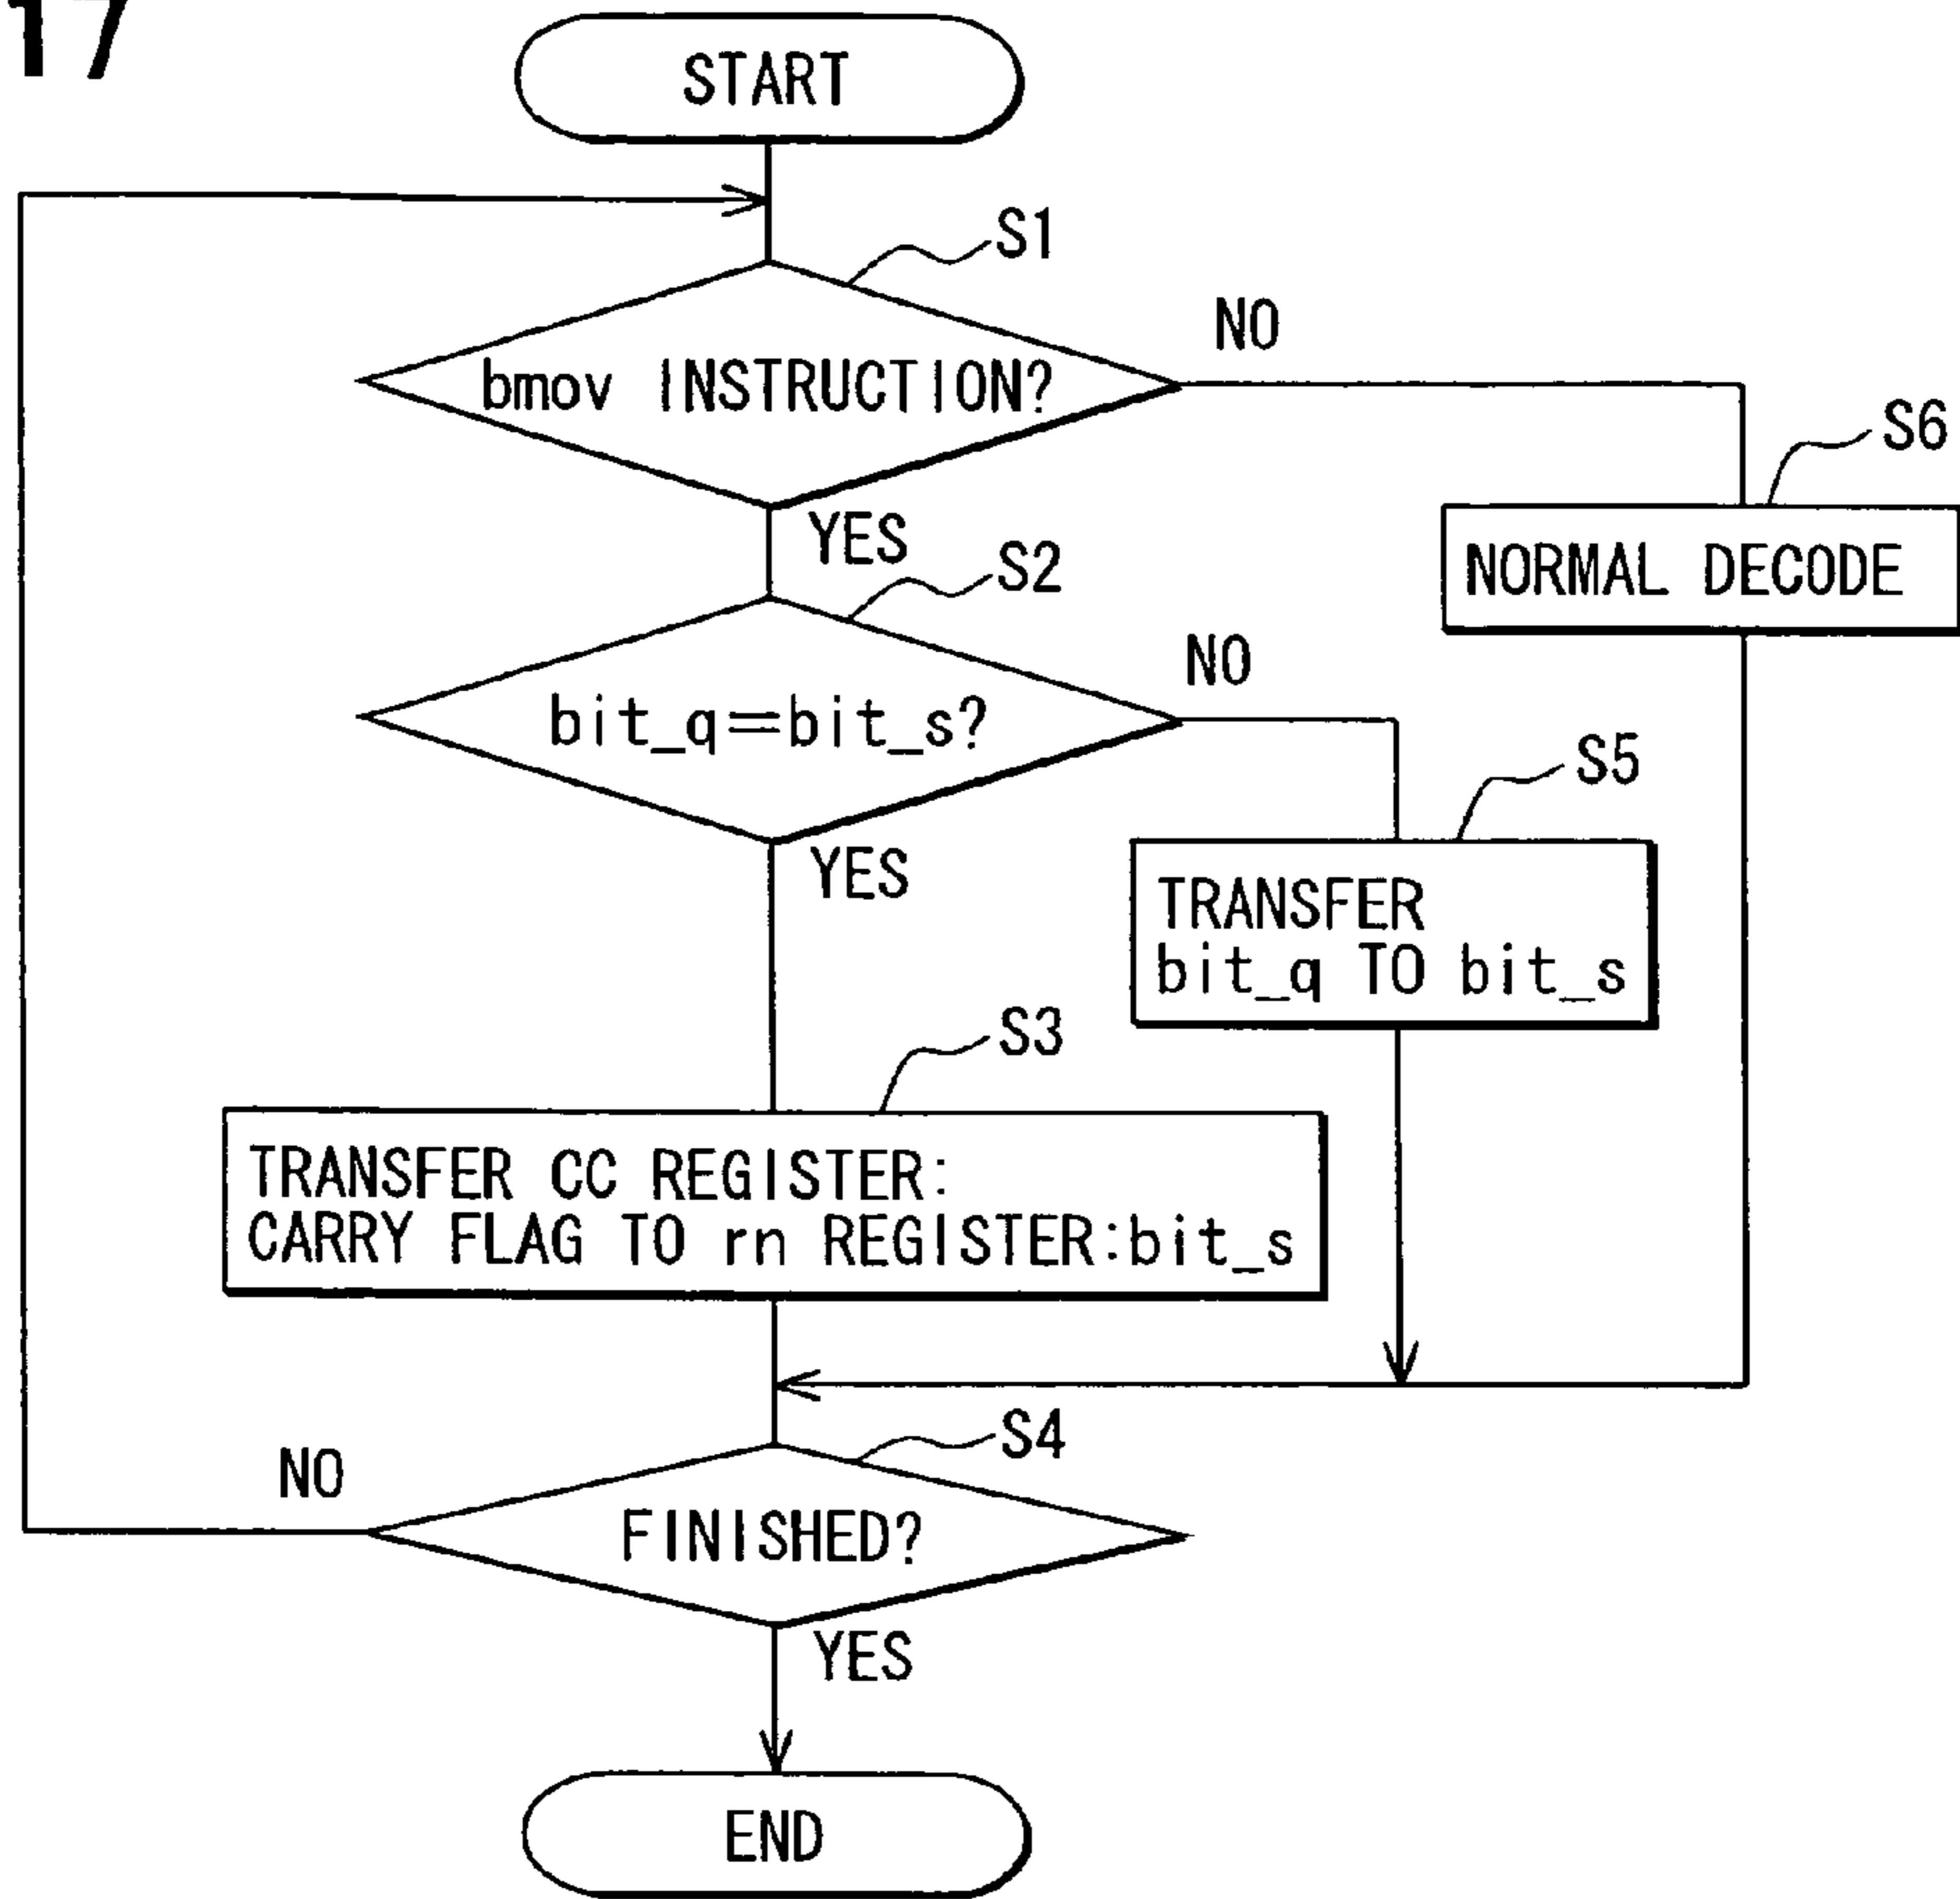 17
START
S1
NO
bmov INSTRUCTION?
S6
YES
NORMAL DECODE
S2
NO
bit_q=bit_s?
S5
YES
TRANSFER
bit_q TO bit_s
S3
TRANSFER CC REGISTER:
CARRY FLAG TO rn REGISTER:bit_s
S4
NO
FINISHED?
YES
END